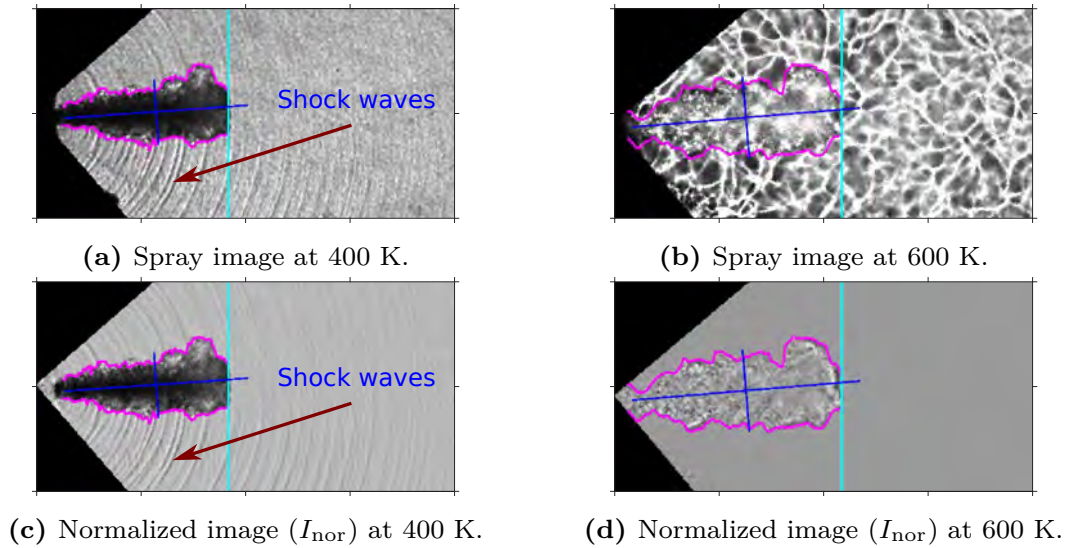 Shock waves
(a) Spray image at 400 K.
(b) Spray image at 600 K.
Shock waves
(c) Normalized image (Inor) at 400 K.
(d) Normalized image (Inor) at 600 K.